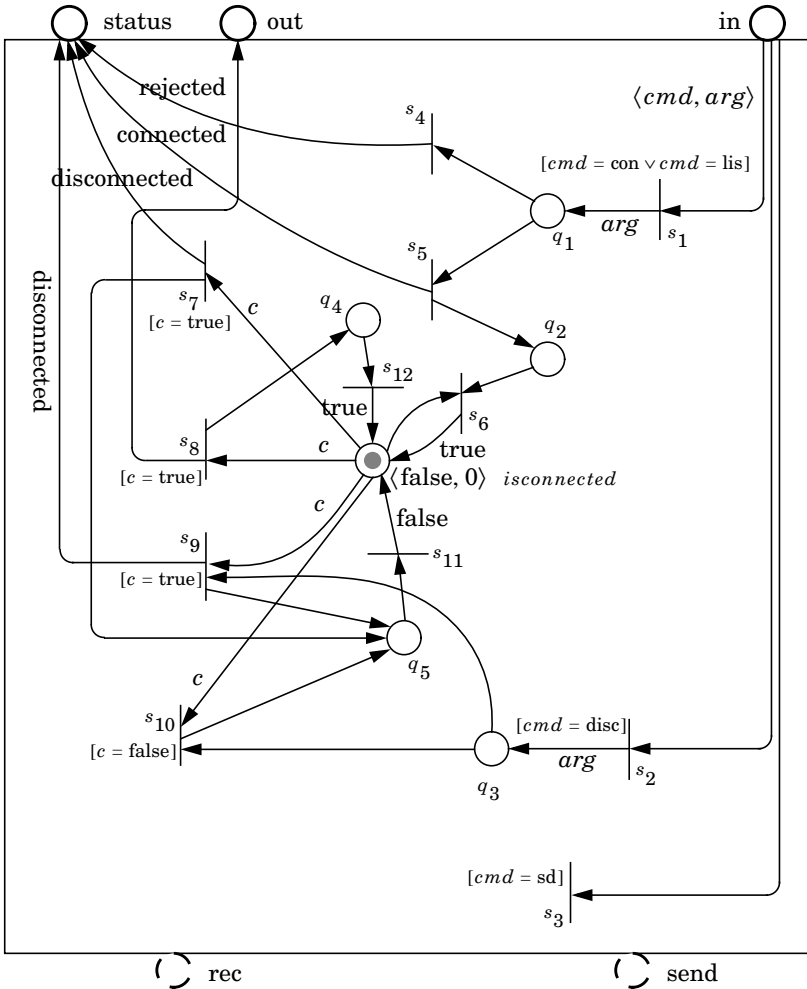 status
out
in
rejected
⟨cmd, arg⟩
s4
connected
[cmd = con ∨ cmd = lis]
disconnected
arg
q1
s1
s5
disconnected
s7
c
q4
[c = true]
q2
s12
true
s6
s8
c
true
[c = true]
⟨false, 0⟩ isconnected
c
false
s9
s11
[c = true]
q5
c
s10
[cmd = disc]
[c = false]
arg
s2
q3
[cmd = sd]
s3
rec
send